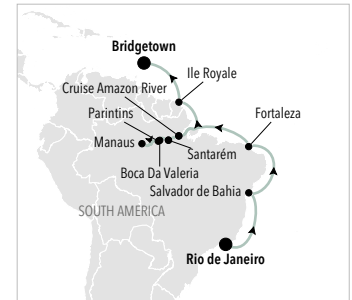 Bridgetown
Ile Royale
Cruise Amazon River
Parintins
Fortaleza
Manaus
Santarém
Boca Da Valeria
Salvador de Bahia
SOUTH AMERICA
Rio de Janeiro